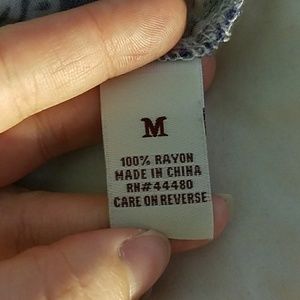 M
100% RAYON
MADE IN CHINA
RN#44480
CARE ON REVERSE